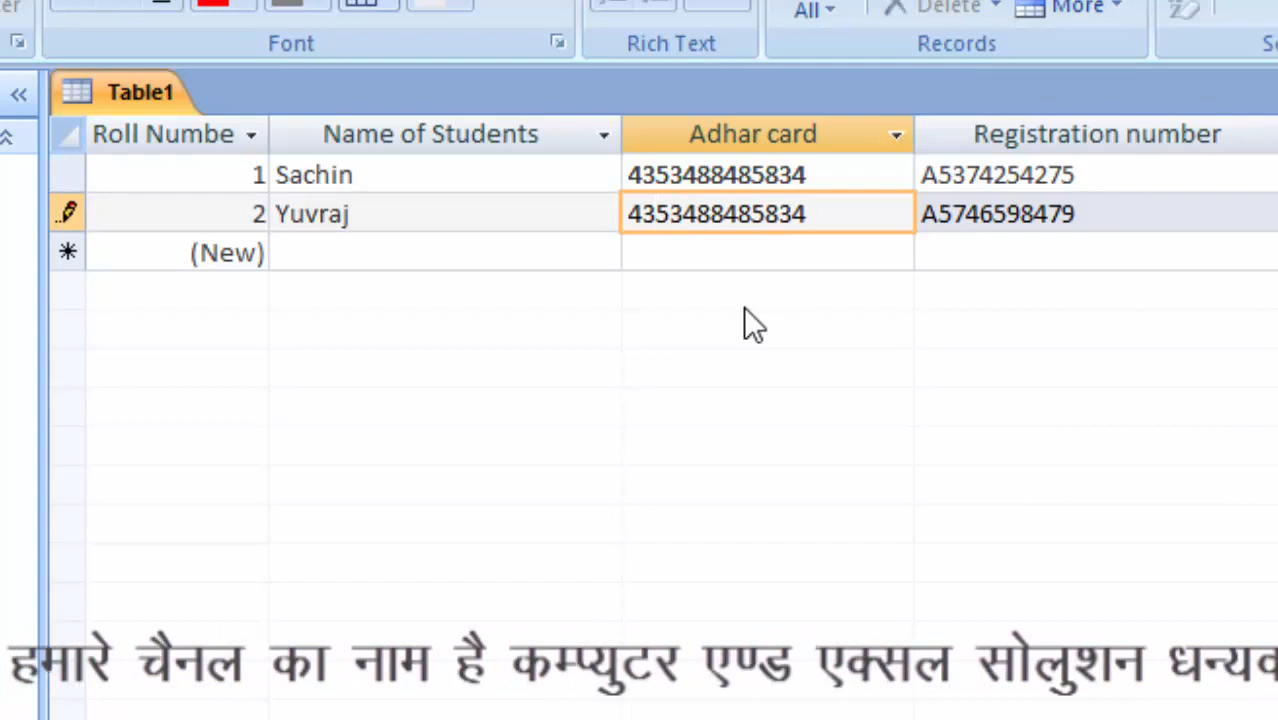 All Delete More
Font Rich Text Records
Table1
Roll Numbe Name of Students Adhar card Registration number
1 Sachin 4353488485834 A5374254275
2 Yuvraj 4353488485834 A5746598479
(New)
हमारे चैनल का नाम है कम्प्युटर एण्ड एक्सल सोलुशन